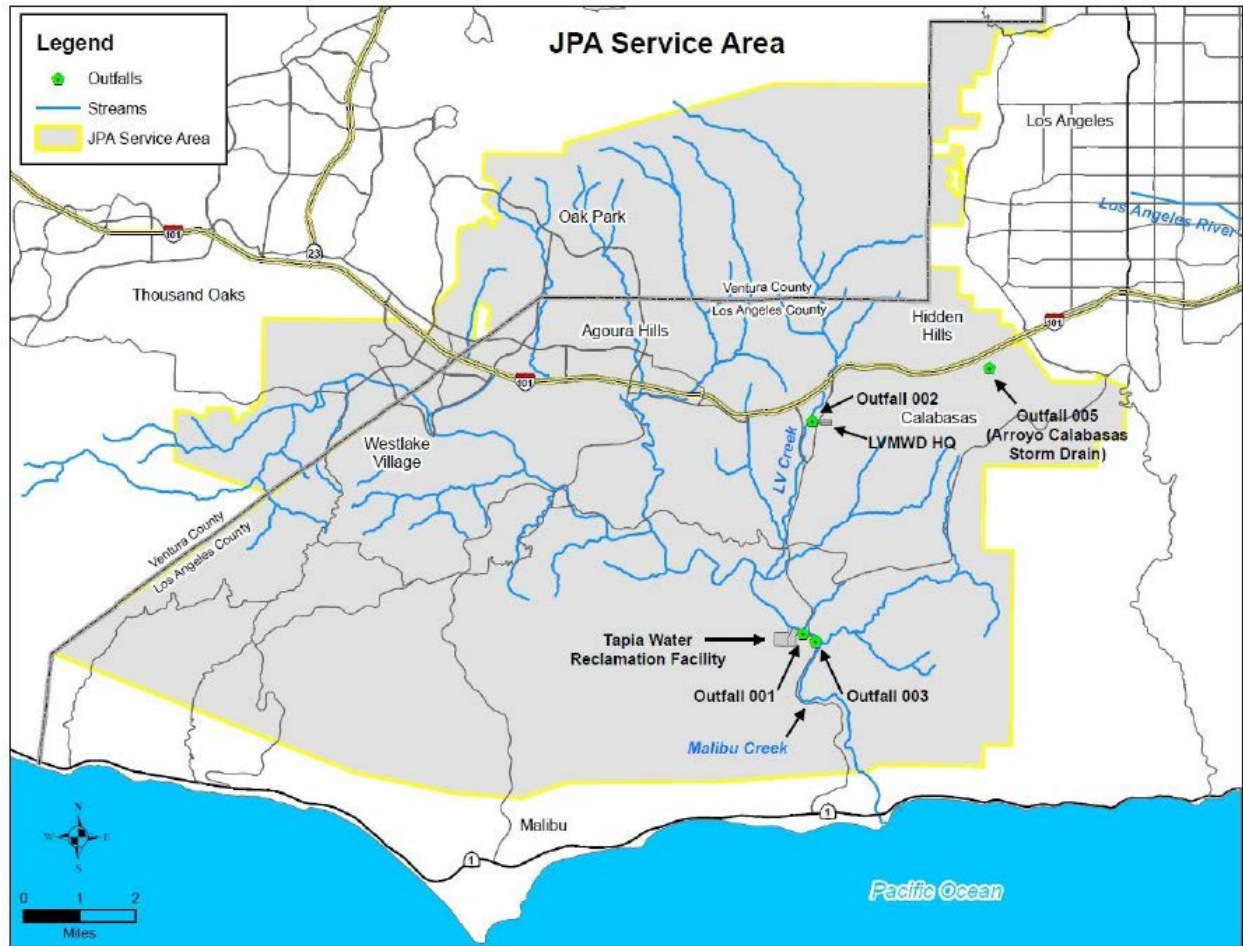 JPA Service Area
Legend
Outfalls
Streams
JPA Service Area
Los Angeles
Los Angeles River
Oak Park
101
23
Thousand Oaks
Ventura County
Los Angeles County
Hidden
Hills
101
Agoura Hills
101
Outfall 002
Calabasas
Outfall 005
(Arroyo Calabasas
Storm Drain)
LVMWD HQ
Westlake
Village
LV Creek
Ventura County
Los Angeles County
Tapia Water
Reclamation Facility
Outfall 001
Outfall 003
Malibu Creek
N
W
E
S
Malibu
1
1
Pacific Ocean
0
1
2
Miles